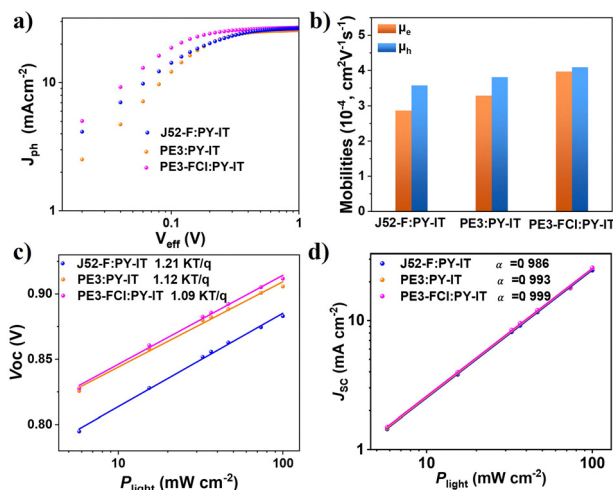 a)
J_ph (mAcm-2)
10
1
J52-F:PY-IT
PE3:PY-IT
PE3-FCl:PY-IT
0.1
1
V_eff (V)
b)
Mobilities (10-4, cm2V-1s-1)
μ_e
μ_h
5
4
3
2
1
0
J52-F:PY-IT PE3:PY-IT PE3-FCl:PY-IT
c)
Voc (V)
0.90
0.85
0.80
J52-F:PY-IT 1.21 KT/q
PE3:PY-IT 1.12 KT/q
PE3-FCl:PY-IT 1.09 KT/q
10
100
P_light (mW cm-2)
d)
J_SC (mA cm-2)
10
1
J52-F:PY-IT α =0 986
PE3:PY-IT α =0 993
PE3-FCl:PY-IT α =0 999
10
100
P_light (mW cm-2)